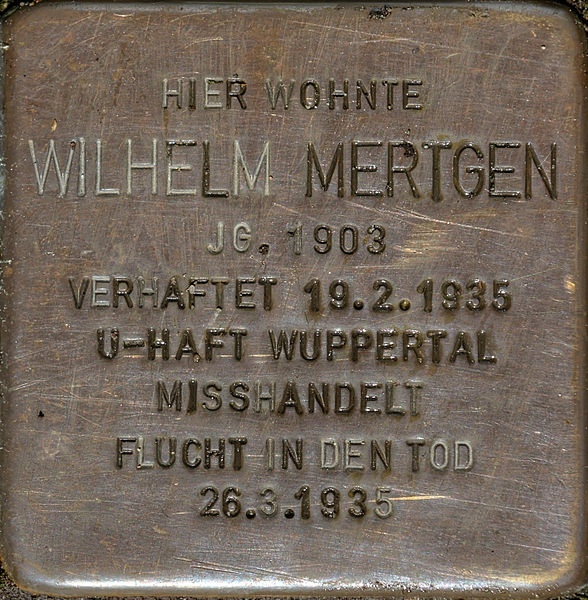 HIER WOHNTE
WILHELM MERTGEN
JG. 1903
VERHAFTET 19.2.1935
U-HAFT WUPPERTAL
MISSHANDELT
FLUCHT IN DEN TOD
26.3.1935